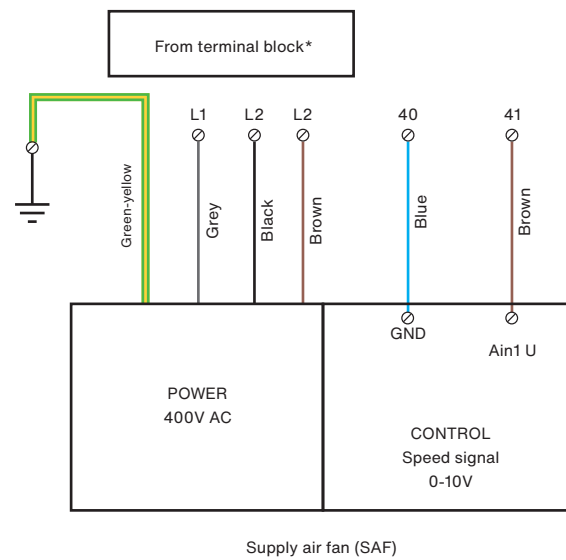 From terminal block*
L1
L2
L2
40
41
Green-yellow
Grey
Black
Brown
Blue
Brown
GND
Ain1 U
POWER
400V AC
CONTROL
Speed signal
0-10V
Supply air fan (SAF)